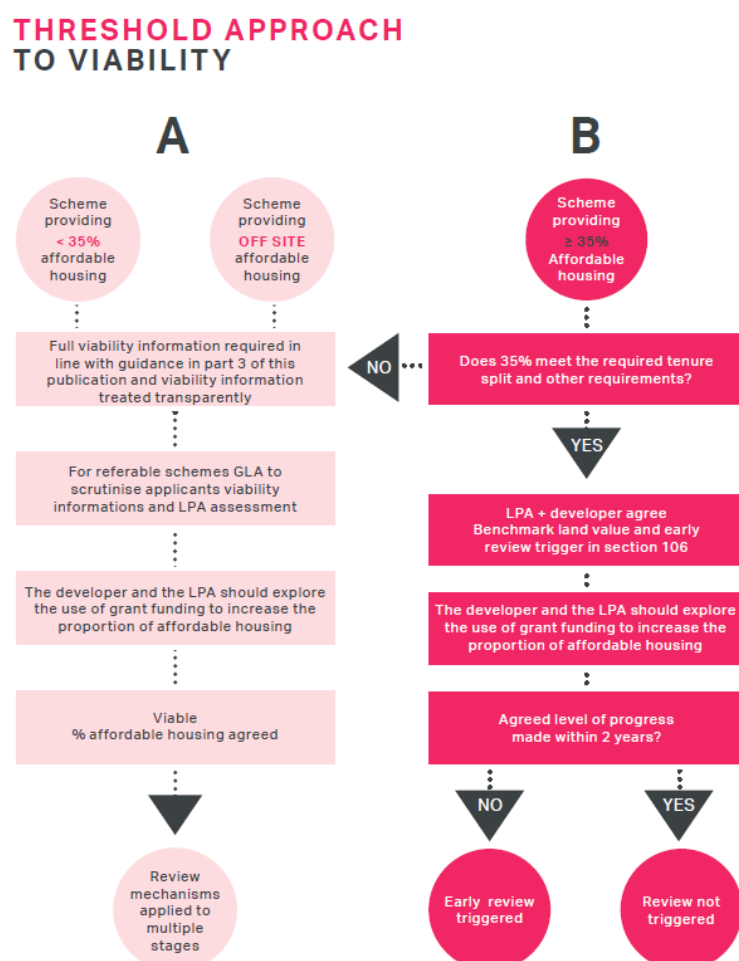 THRESHOLD APPROACH
TO VIABILITY
A
Scheme
providing
< 35%
affordable
housing
Scheme
providing
OFF SITE
affordable
housing
Full viability information required in
line with guidance in part 3 of this
publication and viability information
treated transparently
For referable schemes GLA to
scrutinise applicants viability
informations and LPA assessment
The developer and the LPA should explore
the use of grant funding to increase the
proportion of affordable housing
Viable
% affordable housing agreed
Review
mechanisms
applied to
multiple
stages
B
Scheme
providing
≥ 35%
Affordable
housing
Does 35% meet the required tenure
split and other requirements?
NO
YES
LPA + developer agree
Benchmark land value and early
review trigger in section 106
The developer and the LPA should explore
the use of grant funding to increase the
proportion of affordable housing
Agreed level of progress
made within 2 years?
NO
YES
Early review
triggered
Review not
triggered